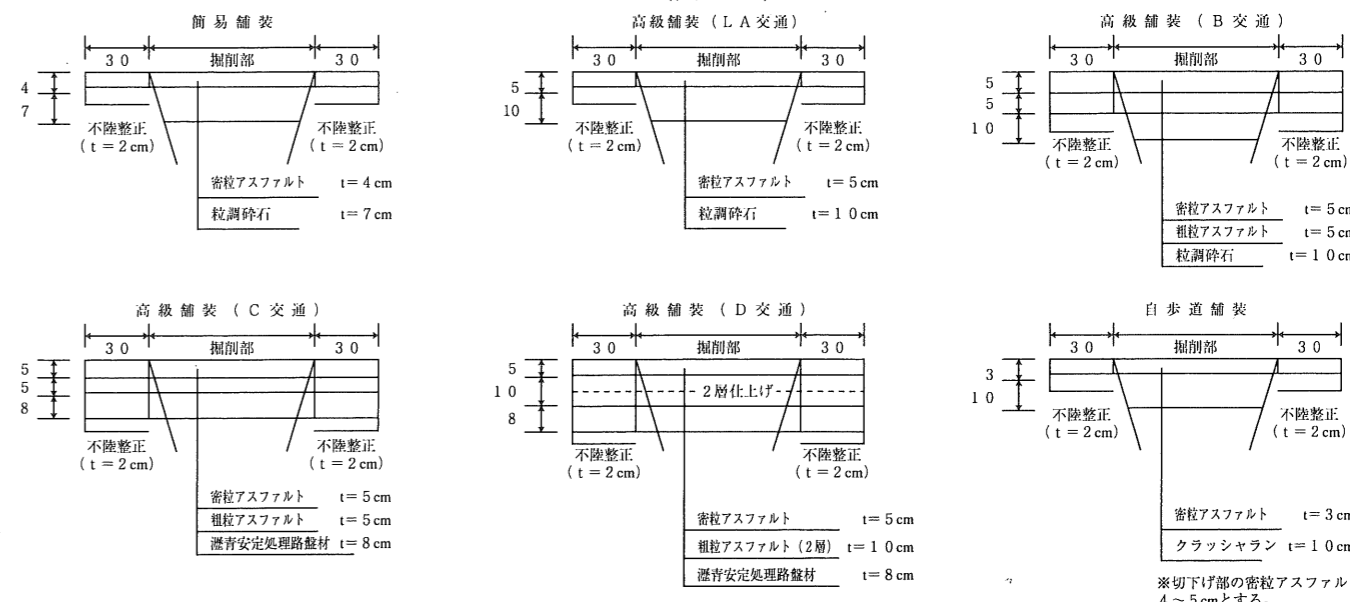 簡易舗装
30 掘削部 30
4
7
不陸整正 不陸整正
(t=2cm) (t=2cm)
密粒アスファルト t=4cm
粒調砕石 t=7cm
高級舗装(LA交通)
30 掘削部 30
5
10
不陸整正 不陸整正
(t=2cm) (t=2cm)
密粒アスファルト t=5cm
粒調砕石 t=10cm
高級舗装(B交通)
30 掘削部 30
5
5
10
不陸整正 不陸整正
(t=2cm) (t=2cm)
密粒アスファルト t=5cm
粗粒アスファルト t=5cm
粒調砕石 t=10cm
高級舗装(C交通)
30 掘削部 30
5
5
8
不陸整正 不陸整正
(t=2cm) (t=2cm)
密粒アスファルト t=5cm
粗粒アスファルト t=5cm
瀝青安定処理路盤材 t=8cm
高級舗装(D交通)
30 掘削部 30
5
10 2層仕上げ
8
不陸整正 不陸整正
(t=2cm) (t=2cm)
密粒アスファルト t=5cm
粗粒アスファルト(2層) t=10cm
瀝青安定処理路盤材 t=8cm
自歩道舗装
30 掘削部 30
3
10
不陸整正 不陸整正
(t=2cm) (t=2cm)
密粒アスファルト t=3cm
クラッシャラン t=10cm
※切下げ部の密粒アスファル
4~5cmとする。